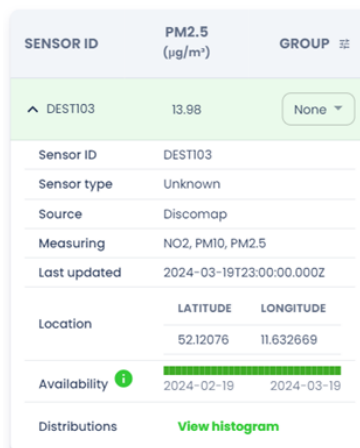 SENSOR ID PM2.5 (µg/m³) GROUP
DEST103 13.98 None
Sensor ID DEST103
Sensor type Unknown
Source Discomap
Measuring NO2, PM10, PM2.5
Last updated 2024-03-19T23:00:00.000Z
Location
LATITUDE LONGITUDE
52.12076 11.632669
Availability i
2024-02-19 2024-03-19
Distributions View histogram